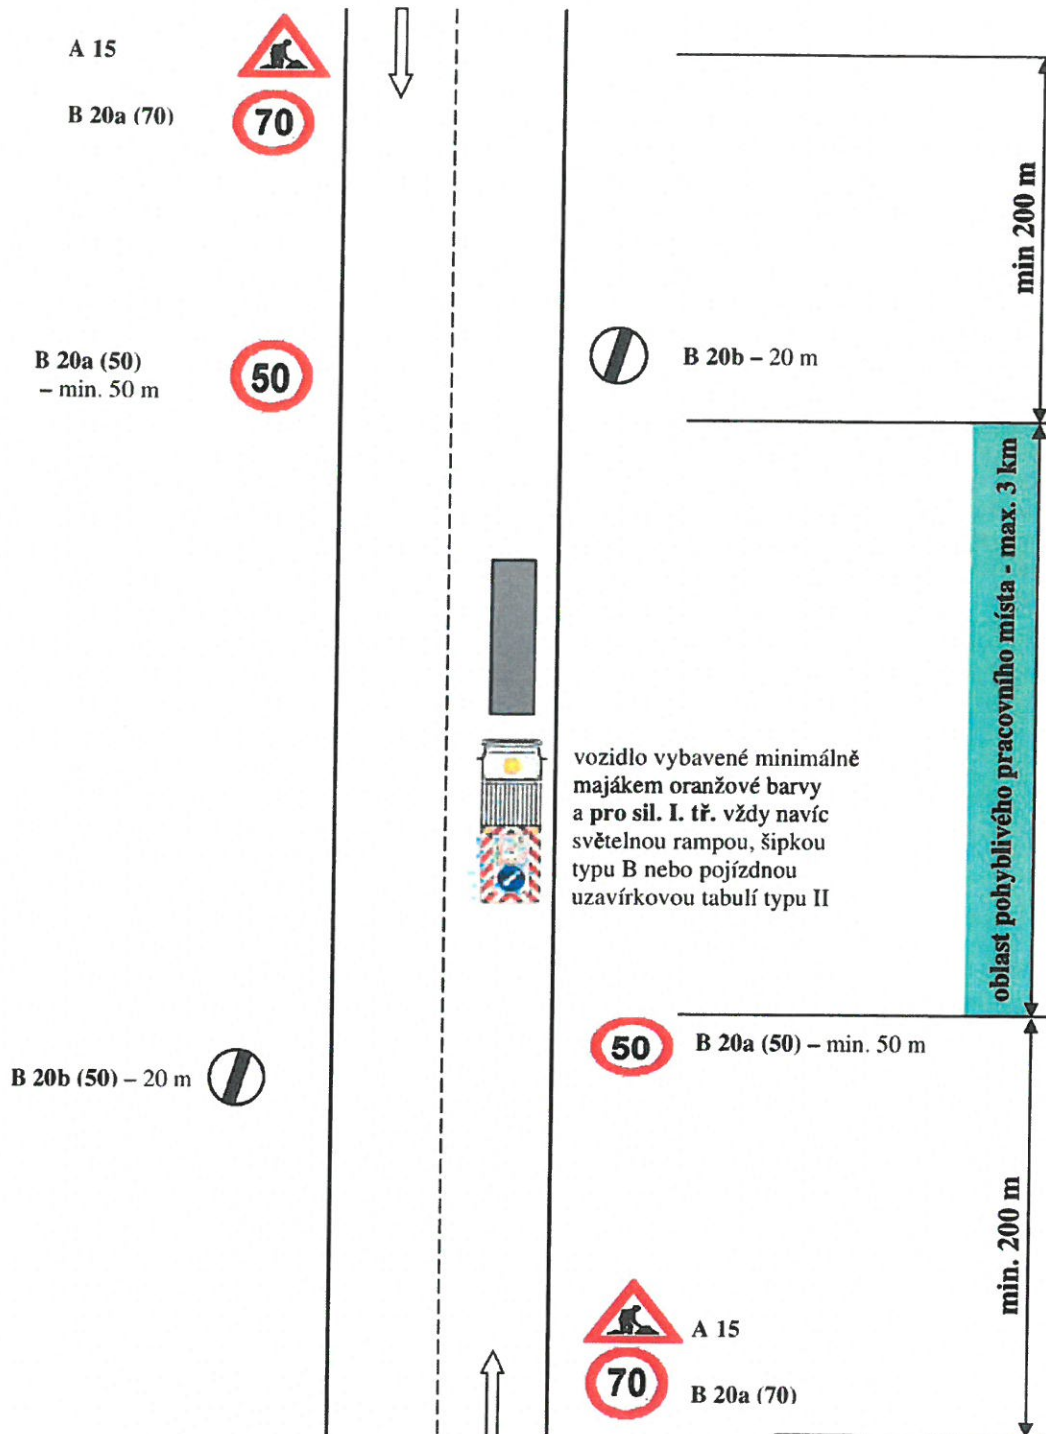 A 15
B 20a (70)
70
min 200 m
B 20a (50)
– min. 50 m
50
B 20b – 20 m
oblast pohyblivého pracovního místa - max. 3 km
vozidlo vybavené minimálně
majákem oranžové barvy
a pro sil. I. tř. vždy navíc
světelnou rampou, šipkou
typu B nebo pojízdnou
uzavírkovou tabulí typu II
50
B 20a (50) – min. 50 m
B 20b (50) – 20 m
min. 200 m
A 15
70
B 20a (70)